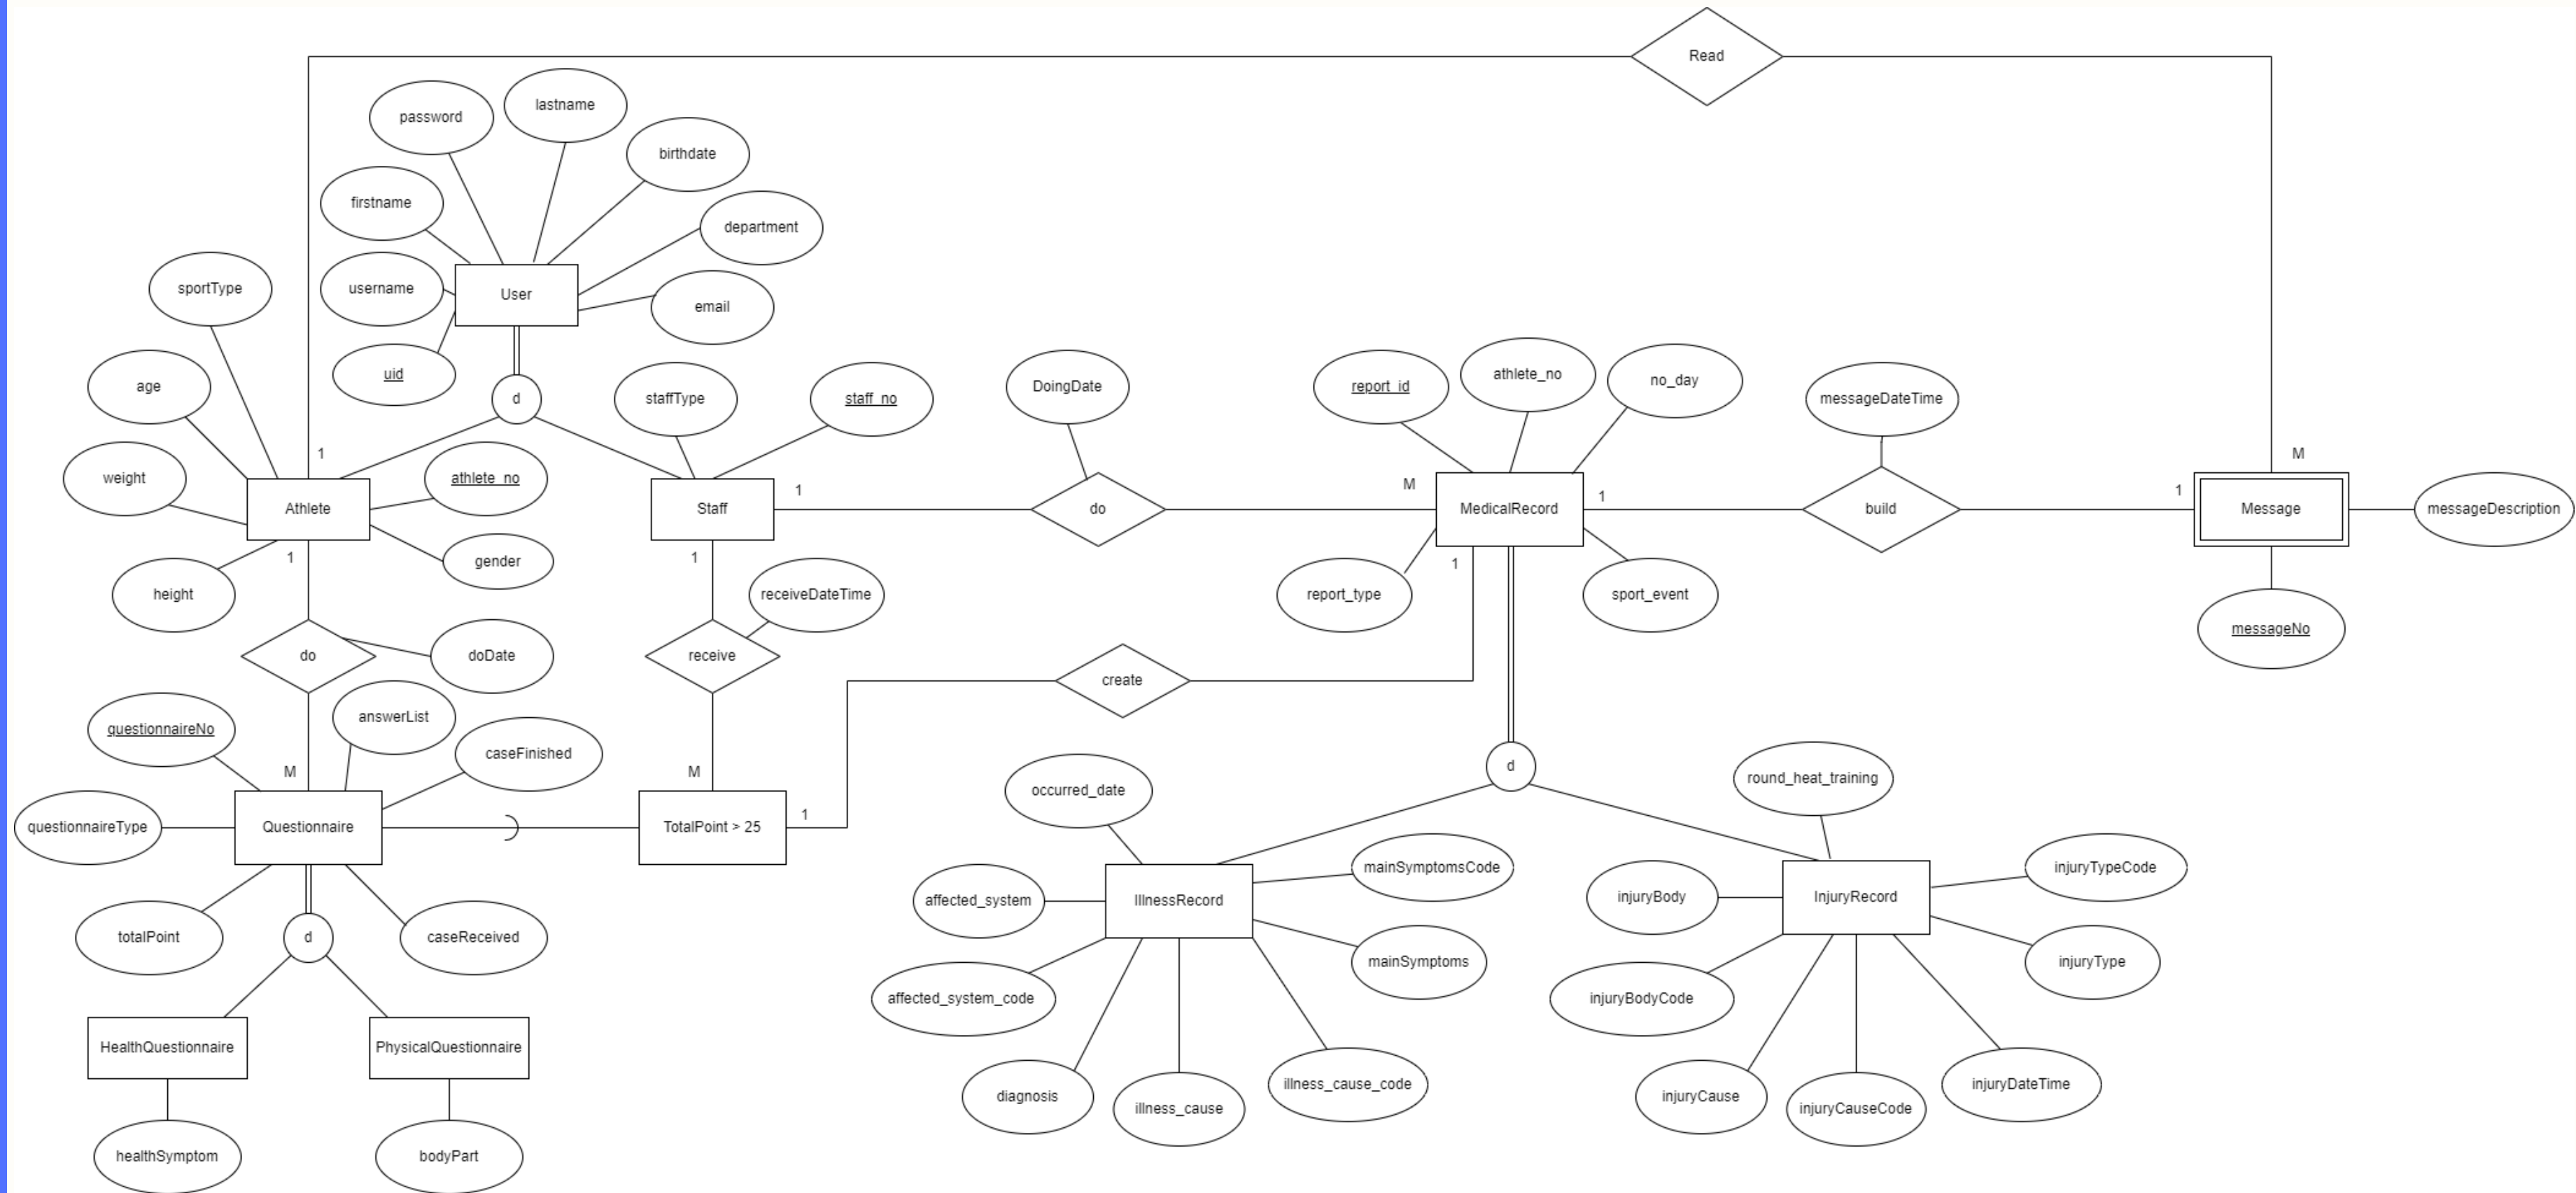 Read
lastname
password
birthdate
firstname
department
sportType
username
User
email
uid
age
staffType
staff_no
DoingDate
report_id
athlete_no
no_day
messageDateTime
1
M
weight
athlete_no
1
M
1
1
Athlete
Staff
do
MedicalRecord
build
Message
messageDescription
d
1
gender
1
1
height
receiveDateTime
report_type
sport_event
messageNo
do
doDate
receive
create
questionnaireNo
answerList
caseFinished
M
M
d
round_heat_training
occurred_date
questionnaireType
Questionnaire
TotalPoint > 25
1
mainSymptomsCode
injuryTypeCode
affected_system
IllnessRecord
injuryBody
InjuryRecord
totalPoint
d
caseReceived
mainSymptoms
injuryType
affected_system_code
injuryBodyCode
HealthQuestionnaire
PhysicalQuestionnaire
diagnosis
illness_cause
illness_cause_code
injuryCause
injuryCauseCode
injuryDateTime
healthSymptom
bodyPart